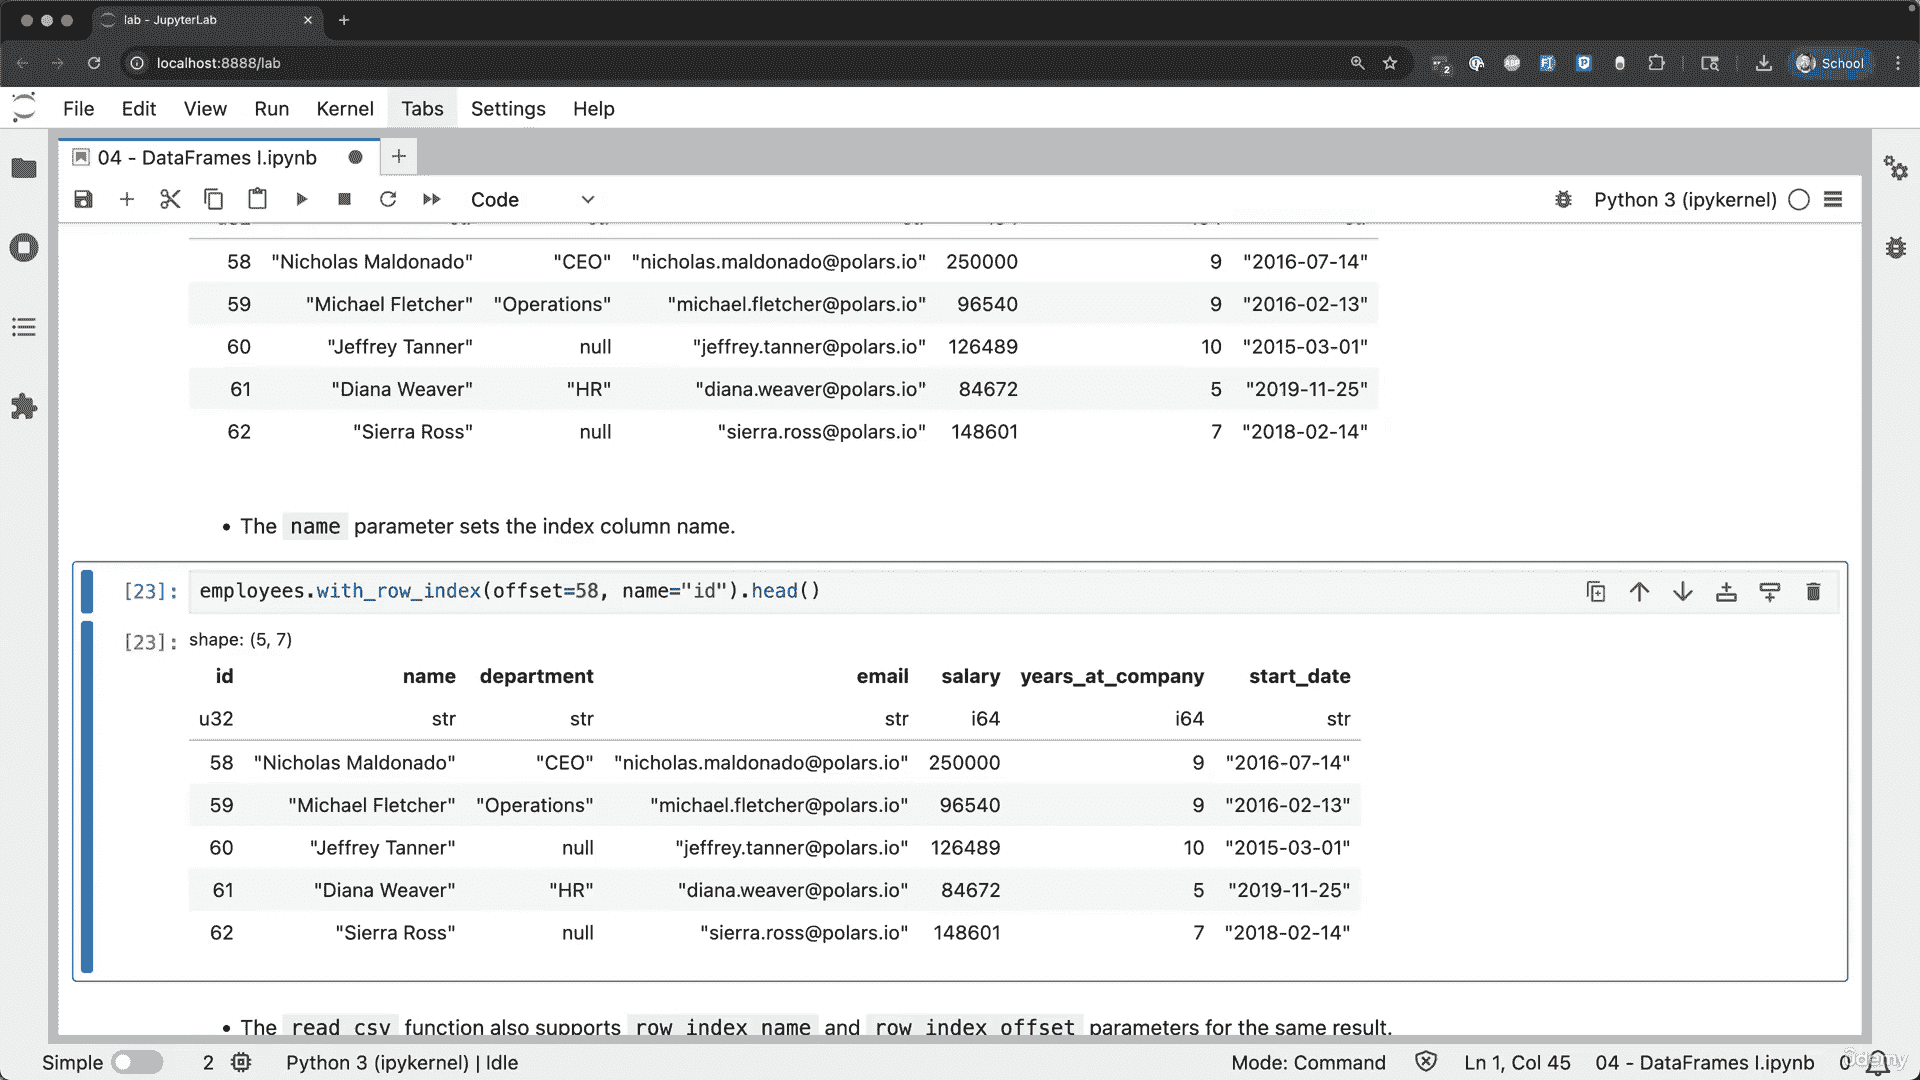 lab - JupyterLab
localhost:8888/lab
2
School
File Edit View Run Kernel Tabs Settings Help
04 - DataFrames I.ipynb
Code
Python 3 (ipykernel)
58 "Nicholas Maldonado" "CEO" "nicholas.maldonado@polars.io" 250000 9 "2016-07-14"
59 "Michael Fletcher" "Operations" "michael.fletcher@polars.io" 96540 9 "2016-02-13"
60 "Jeffrey Tanner" null "jeffrey.tanner@polars.io" 126489 10 "2015-03-01"
61 "Diana Weaver" "HR" "diana.weaver@polars.io" 84672 5 "2019-11-25"
62 "Sierra Ross" null "sierra.ross@polars.io" 148601 7 "2018-02-14"
• The name parameter sets the index column name.
[23]: employees.with_row_index(offset=58, name="id").head()
[23]: shape: (5, 7)
id name department email salary years_at_company start_date
u32 str str str i64 i64 str
58 "Nicholas Maldonado" "CEO" "nicholas.maldonado@polars.io" 250000 9 "2016-07-14"
59 "Michael Fletcher" "Operations" "michael.fletcher@polars.io" 96540 9 "2016-02-13"
60 "Jeffrey Tanner" null "jeffrey.tanner@polars.io" 126489 10 "2015-03-01"
61 "Diana Weaver" "HR" "diana.weaver@polars.io" 84672 5 "2019-11-25"
62 "Sierra Ross" null "sierra.ross@polars.io" 148601 7 "2018-02-14"
• The read_csv function also supports row_index_name and row_index_offset parameters for the same result.
Simple 2 Python 3 (ipykernel) | Idle Mode: Command Ln 1, Col 45 04 - DataFrames I.ipynb 0
udemy